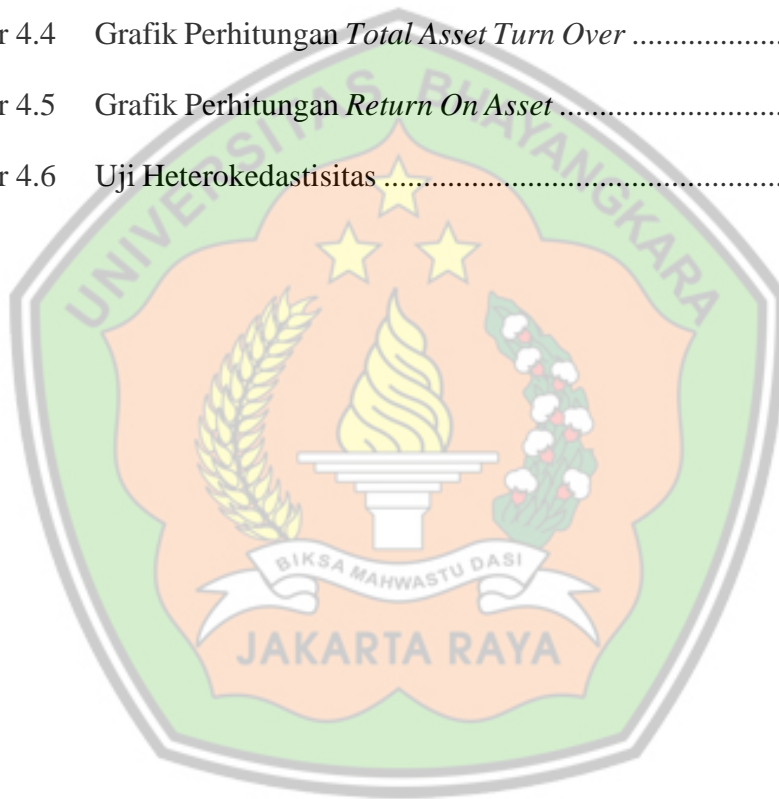 r 4.4 Grafik Perhitungan Total Asset Turn Over ....................
r 4.5 Grafik Perhitungan Return On Asset ..............................
r 4.6 Uji Heterokedastisitas .....................................................
UNIVERSITAS BHAYANGKARA
BIKSA MAHWASTU DASI
JAKARTA RAYA